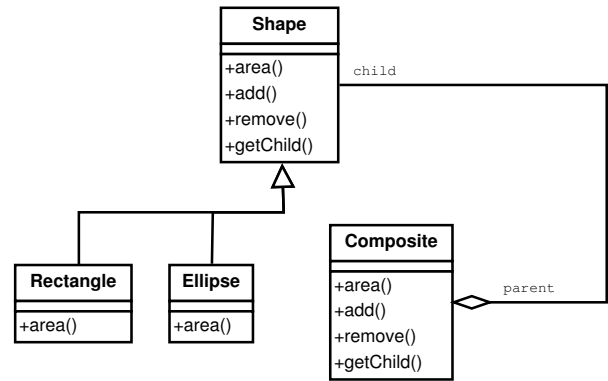 Shape
+area()
+add()
+remove()
+getChild()
child
Rectangle
+area()
Ellipse
+area()
Composite
+area()
+add()
+remove()
+getChild()
parent